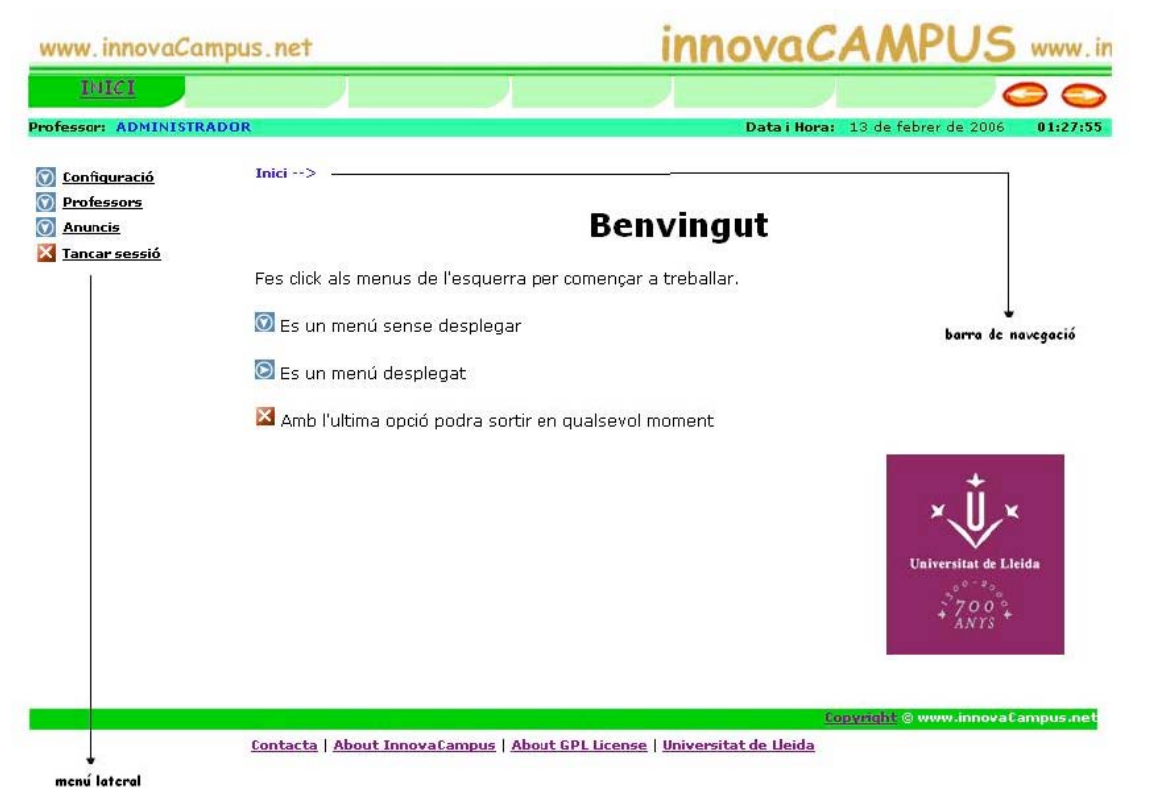 www.innovaCampus.net
innovaCAMPUS www.in
INICI
Professor: ADMINISTRADOR
Data i Hora: 13 de febrer de 2006 01:27:55
Configuració
Professors
Anuncis
Tancar sessió
Inici -->
Benvingut
Fes click als menus de l'esquerra per començar a treballar.
Es un menú sense desplegar
Es un menú desplegat
Amb l'ultima opció podra sortir en qualsevol moment
barra de navegació
Universitat de Lleida
1300-2000
700
ANYS
Copyright © www.innovaCampus.net
Contacta | About InnovaCampus | About GPL License | Universitat de Lleida
menú lateral